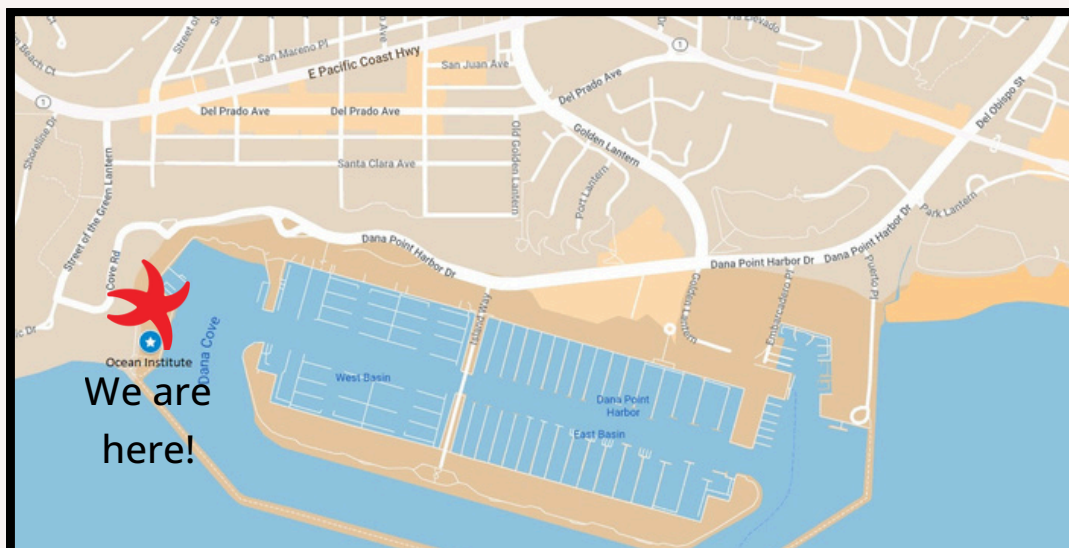 San Mareno Pl
E Pacific Coast Hwy
San Juan Ave
1
1
Del Prado Ave
Del Obispo St
Del Prado Ave
Del Prado Ave
Shoreline Dr
Golden Lantern
Santa Clara Ave
Old Golden Lantern
Street of the Green Lantern
Port Lantern
Park Lantern
Dana Point Harbor Dr
Dana Point Harbor Dr
Dana Point Harbor Dr
Cove Rd
Puerto Pl
Golden Lantern
Embarcadero Pl
Island Way
Dana Cove
Ocean Institute
West Basin
Dana Point
Harbor
East Basin
We are
here!